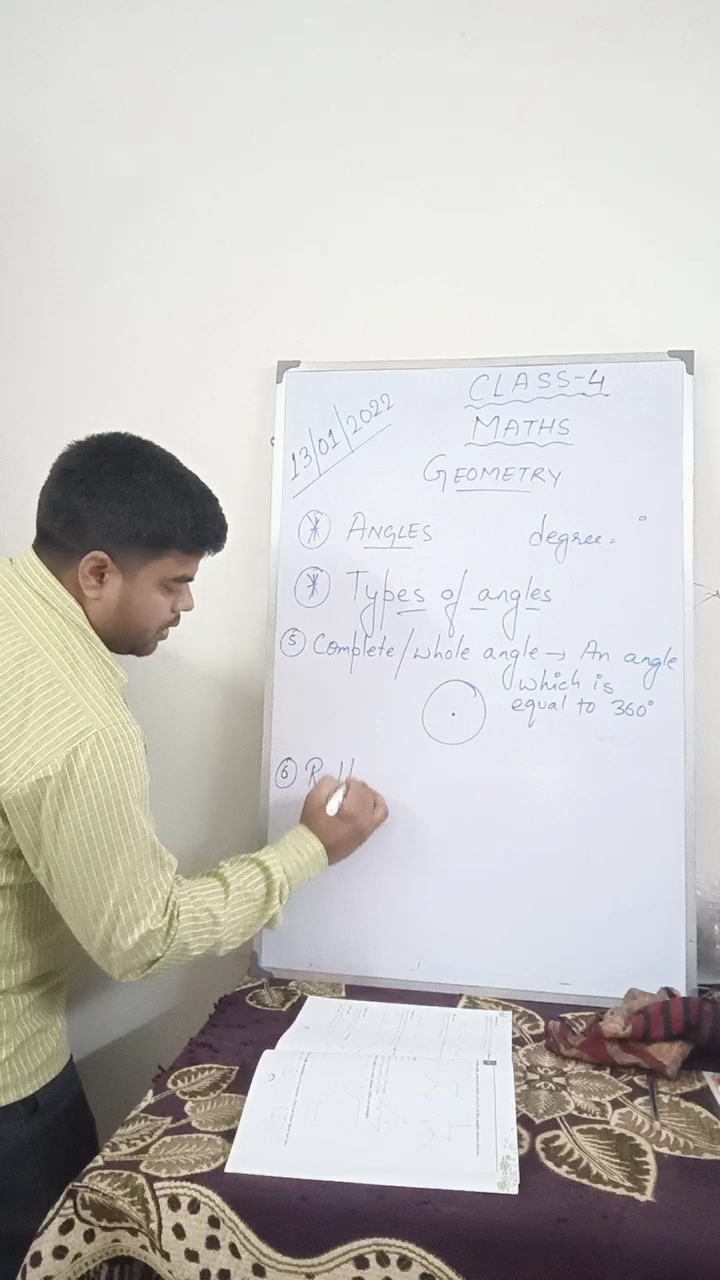 CLASS-4
13/01/2022
MATHS
GEOMETRY
* ANGLES degree = °
* Types of angles
5 Complete/whole angle → An angle
which is
equal to 360°
6 R